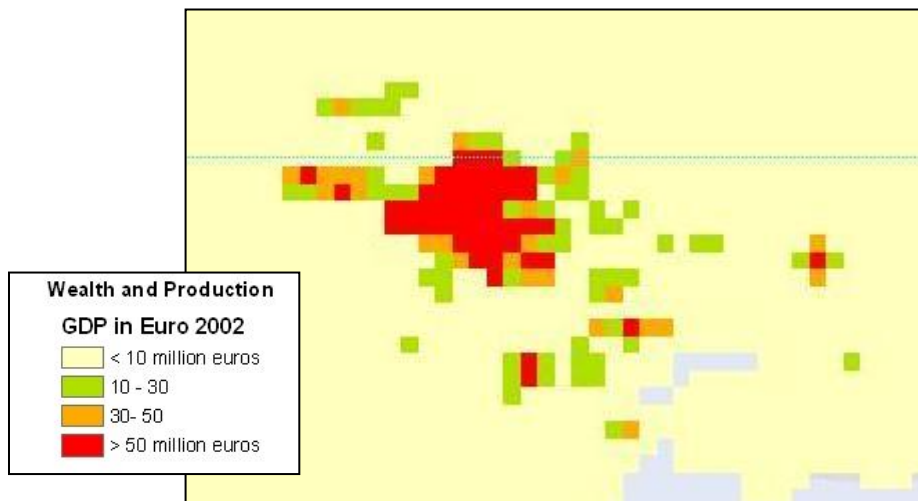 Wealth and Production
GDP in Euro 2002
< 10 million euros
10 - 30
30- 50
> 50 million euros